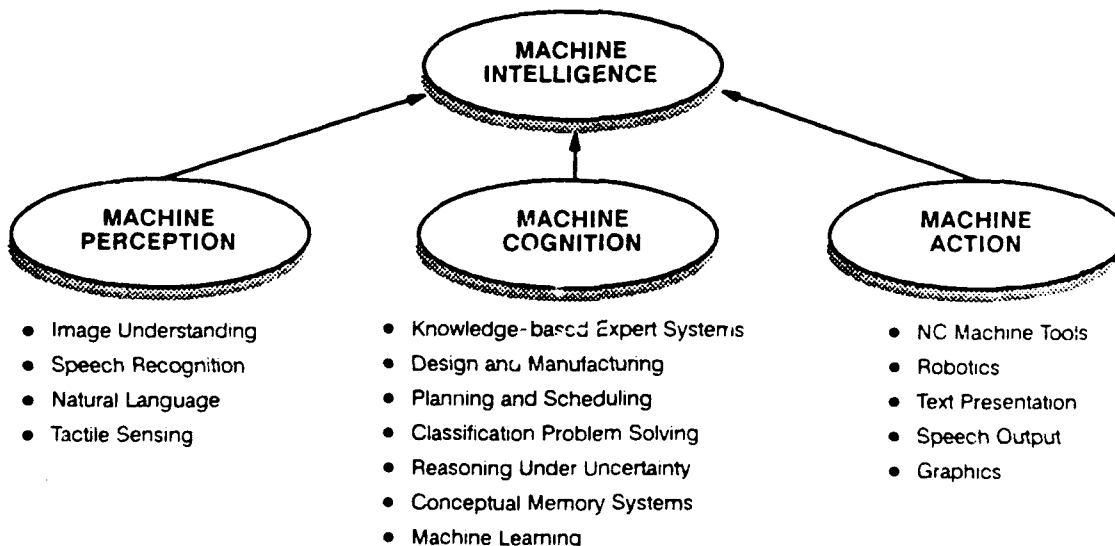 MACHINE
INTELLIGENCE
MACHINE
PERCEPTION
MACHINE
COGNITION
MACHINE
ACTION
• Image Understanding
• Speech Recognition
• Natural Language
• Tactile Sensing
• Knowledge-based Expert Systems
• Design and Manufacturing
• Planning and Scheduling
• Classification Problem Solving
• Reasoning Under Uncertainty
• Conceptual Memory Systems
• Machine Learning
• NC Machine Tools
• Robotics
• Text Presentation
• Speech Output
• Graphics